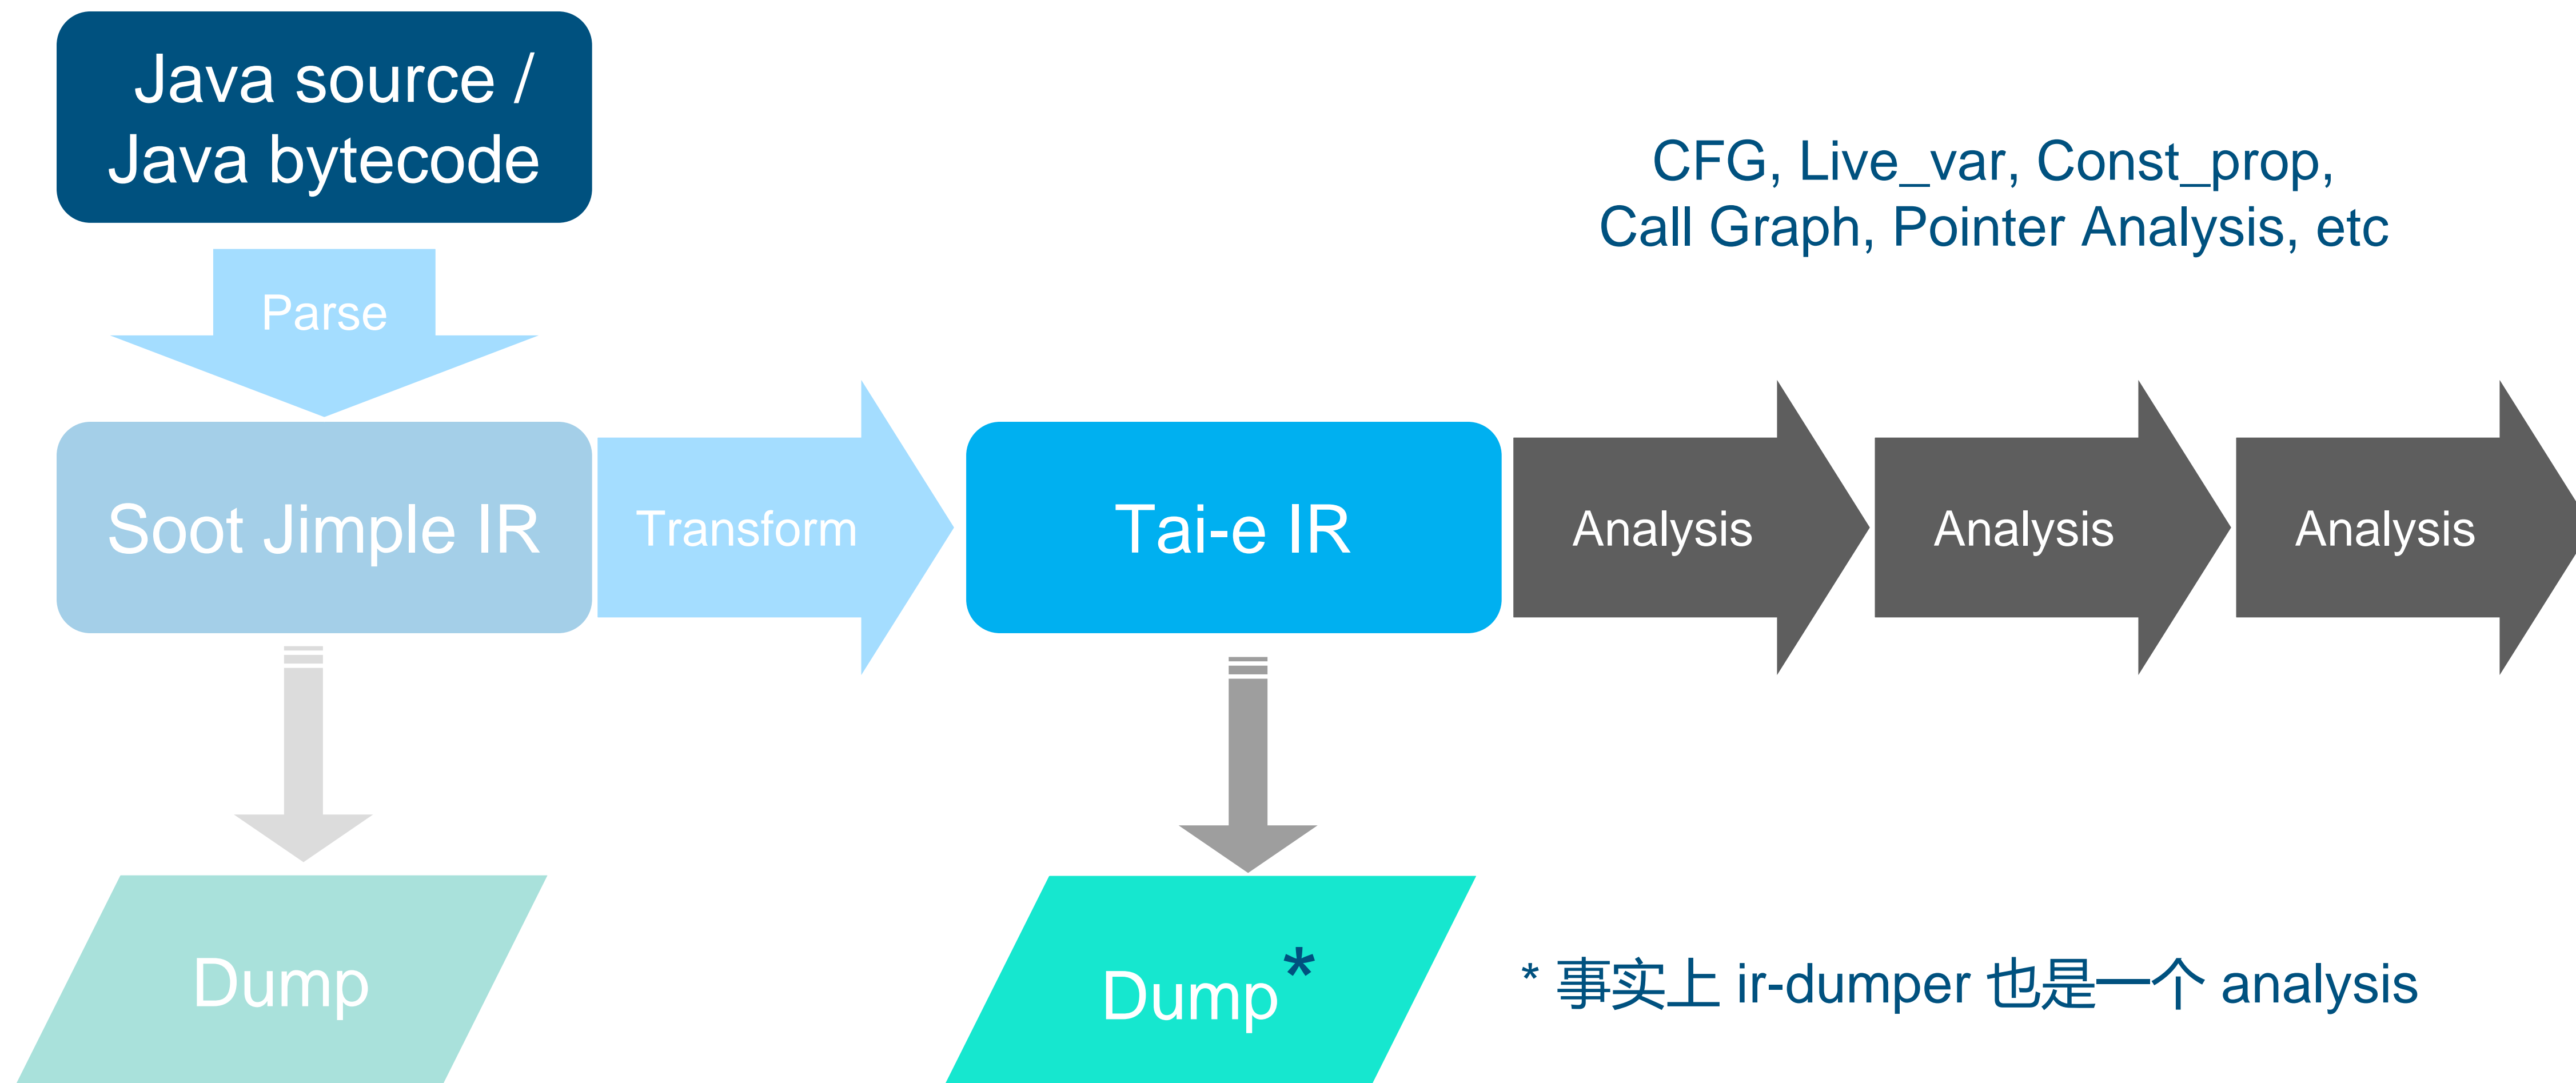 Java source /
Java bytecode
CFG, Live_var, Const_prop,
Call Graph, Pointer Analysis, etc
Parse
Soot Jimple IR
Transform
Tai-e IR
Analysis
Analysis
Analysis
Dump
Dump*
* 事实上 ir-dumper 也是一个 analysis